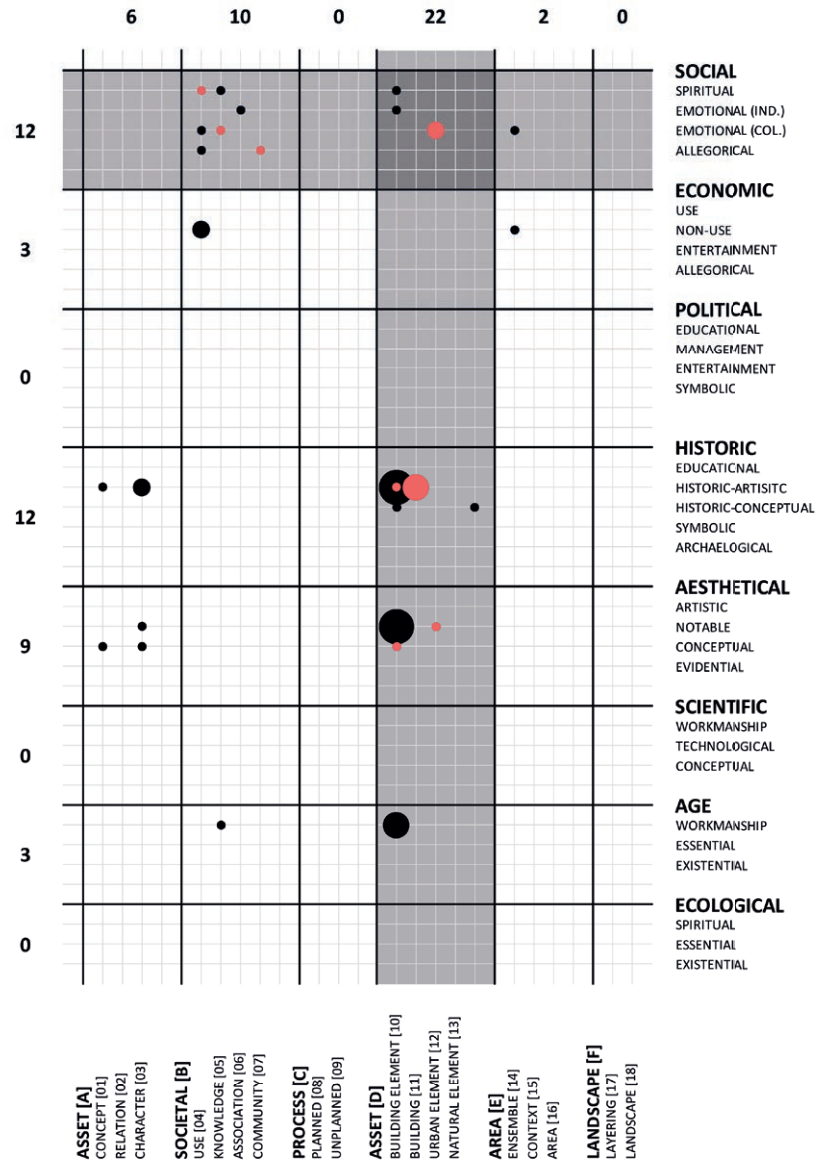 6 10 0 22 2 0
SOCIAL
SPIRITUAL
EMOTIONAL (IND.)
12 EMOTIONAL (COL.)
ALLEGORICAL
ECONOMIC
USE
NON-USE
3 ENTERTAINMENT
ALLEGORICAL
POLITICAL
EDUCATIONAL
MANAGEMENT
0 ENTERTAINMENT
SYMBOLIC
HISTORIC
EDUCATIONAL
HISTORIC-ARTISITC
12 HISTORIC-CONCEPTUAL
SYMBOLIC
ARCHAELOGICAL
AESTHETICAL
ARTISTIC
NOTABLE
9 CONCEPTUAL
EVIDENTIAL
SCIENTIFIC
WORKMANSHIP
0 TECHNOLOGICAL
CONCEPTUAL
AGE
WORKMANSHIP
3 ESSENTIAL
EXISTENTIAL
ECOLOGICAL
SPIRITUAL
0 ESSENTIAL
EXISTENTIAL
ASSET [A]
CONCEPT [01]
RELATION [02]
CHARACTER [03]
SOCIETAL [B]
USE [04]
KNOWLEDGE [05]
ASSOCIATION [06]
COMMUNITY [07]
PROCESS [C]
PLANNED [08]
UNPLANNED [09]
ASSET [D]
BUILDING ELEMENT [10]
BUILDING [11]
URBAN ELEMENT [12]
NATURAL ELEMENT [13]
AREA [E]
ENSEMBLE [14]
CONTEXT [15]
AREA [16]
LANDSCAPE [F]
LAYERING [17]
LANDSCAPE [18]